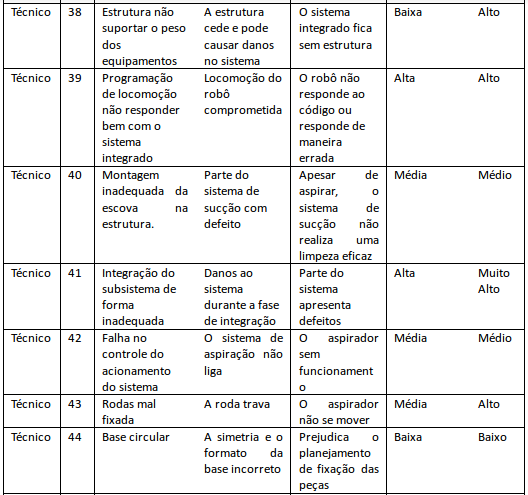 Técnico 38 Estrutura não A estrutura O sistema Baixa Alto
suportar o peso cede e pode integrado fica
dos causar danos sem estrutura
equipamentos no sistema
Técnico 39 Programação Locomoção do O robô não Alta Alto
de locomoção robô responde ao
não responder comprometida código ou
bem com o responde de
sistema maneira
integrado errada
Técnico 40 Montagem Parte do Apesar de Média Médio
inadequada da sistema de aspirar, o
escova na sucção com sistema de
estrutura. defeito sucção não
realiza uma
limpeza eficaz
Técnico 41 Integração do Danos ao Parte do Alta Muito
subsistema de sistema sistema Alto
forma durante a fase apresenta
inadequada de integração defeitos
Técnico 42 Falha no O sistema de O aspirador Média Médio
controle do aspiração não sem
acionamento liga funcionament
do sistema o
Técnico 43 Rodas mal A roda trava O aspirador Média Alto
fixada não se mover
Técnico 44 Base circular A simetria e o Prejudica o Baixa Baixo
formato da planejamento
base incorreto de fixação das
peças